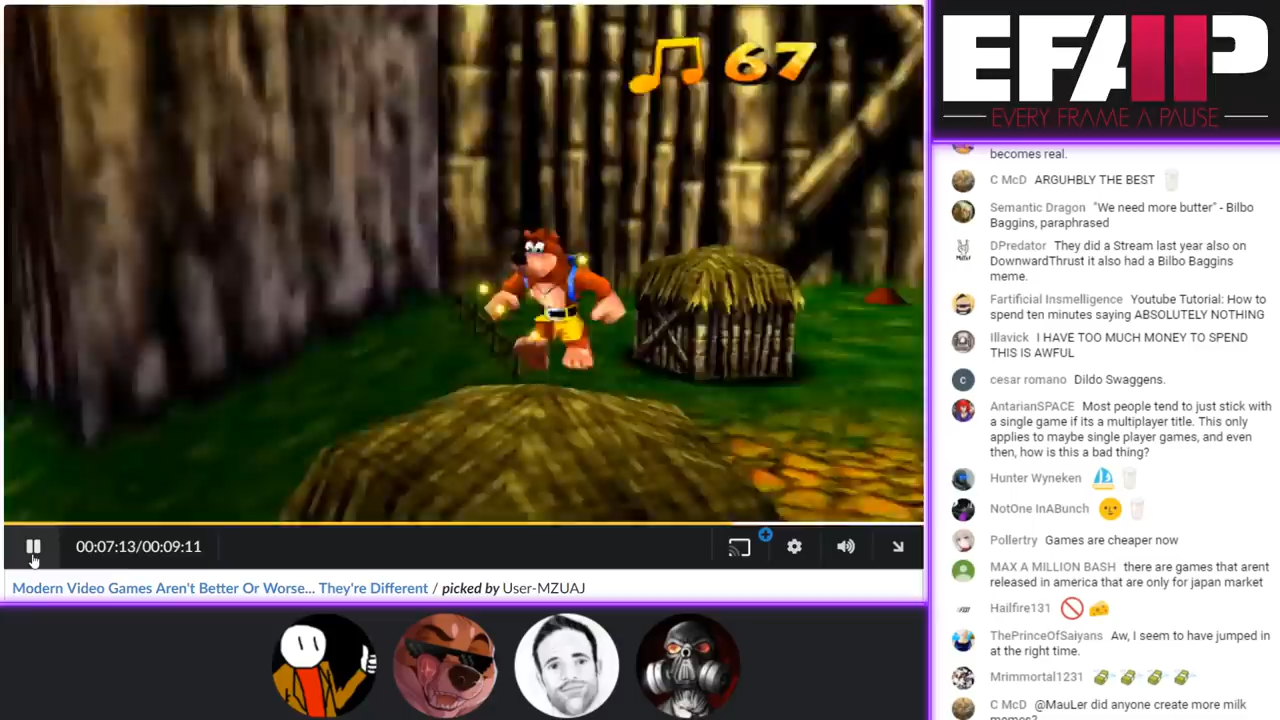 67
00:07:13/00:09:11
Modern Video Games Aren't Better Or Worse... They're Different / picked by User-MZUAJ
EFAP
EVERY FRAME A PAUSE
becomes real.
C McD ARGUHBLY THE BEST
Semantic Dragon "We need more butter" - Bilbo
Baggins, paraphrased
DPredator They did a Stream last year also on
DownwardThrust it also had a Bilbo Baggins
meme.
Fartificial Insmelligence Youtube Tutorial: How to
spend ten minutes saying ABSOLUTELY NOTHING
Illavick I HAVE TOO MUCH MONEY TO SPEND
THIS IS AWFUL
c cesar romano Dildo Swaggens.
AntarianSPACE Most people tend to just stick with
a single game if its a multiplayer title. This only
applies to maybe single player games, and even
then, how is this a bad thing?
Hunter Wyneken
NotOne InABunch
Pollertry Games are cheaper now
MAX A MILLION BASH there are games that arent
released in america that are only for japan market
Hailfire131
ThePrinceOfSaiyans Aw, I seem to have jumped in
at the right time.
Mrimmortal1231
C McD @MauLer did anyone create more milk
memes?